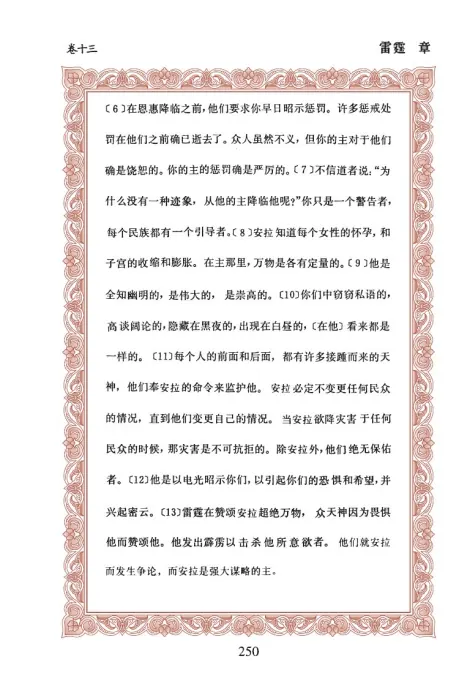 卷十三
雷霆 章
〔6〕在恩惠降临之前,他们要求你早日昭示惩罚。许多惩戒处
罚在他们之前确已逝去了。众人虽然不义,但你的主对于他们
确是饶恕的。你的主的惩罚确是严厉的。〔7〕不信道者说:“为
什么没有一种迹象,从他的主降临他呢?”你只是一个警告者,
每个民族都有一个引导者。〔8〕安拉知道每个女性的怀孕,和
子宫的收缩和膨胀。在主那里,万物是各有定量的。〔9〕他是
全知幽明的,是伟大的,是崇高的。〔10〕你们中窃窃私语的,
高谈阔论的,隐藏在黑夜的,出现在白昼的,〔在他〕看来都是
一样的。〔11〕每个人的前面和后面,都有许多接踵而来的天
神,他们奉安拉的命令来监护他。安拉必定不变更任何民众
的情况,直到他们变更自己的情况。当安拉欲降灾害于任何
民众的时候,那灾害是不可抗拒的。除安拉外,他们绝无保佑
者。〔12〕他是以电光昭示你们,以引起你们的恐惧和希望,并
兴起密云。〔13〕雷霆在赞颂安拉超绝万物,众天神因为畏惧
他而赞颂他。他发出霹雳以击杀他所意欲者。他们就安拉
而发生争论,而安拉是强大谋略的主。
250